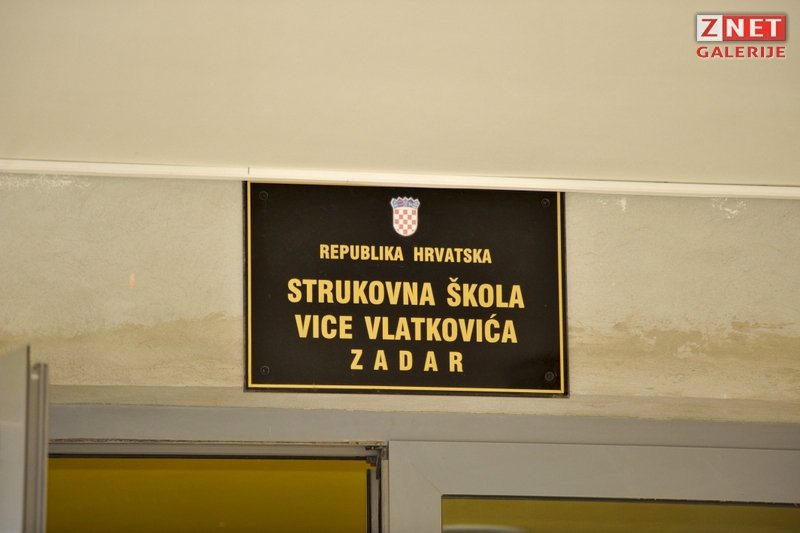 ZNET
GALERIJE
REPUBLIKA HRVATSKA
STRUKOVNA ŠKOLA
VICE VLATKOVIĆA
ZADAR